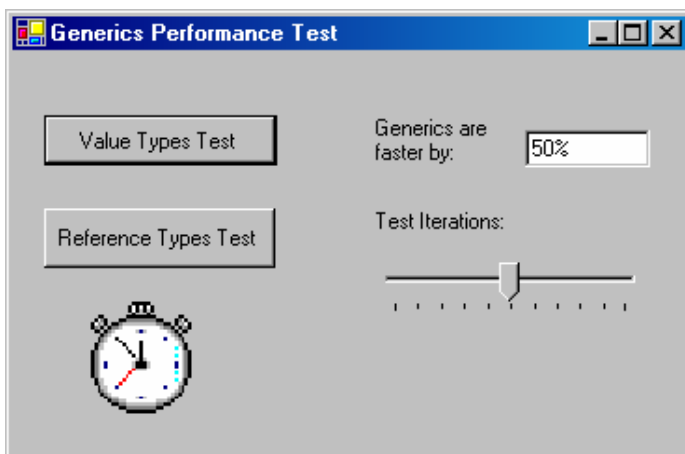 Generics Performance Test
Value Types Test
Generics are
faster by:
50%
Reference Types Test
Test Iterations: